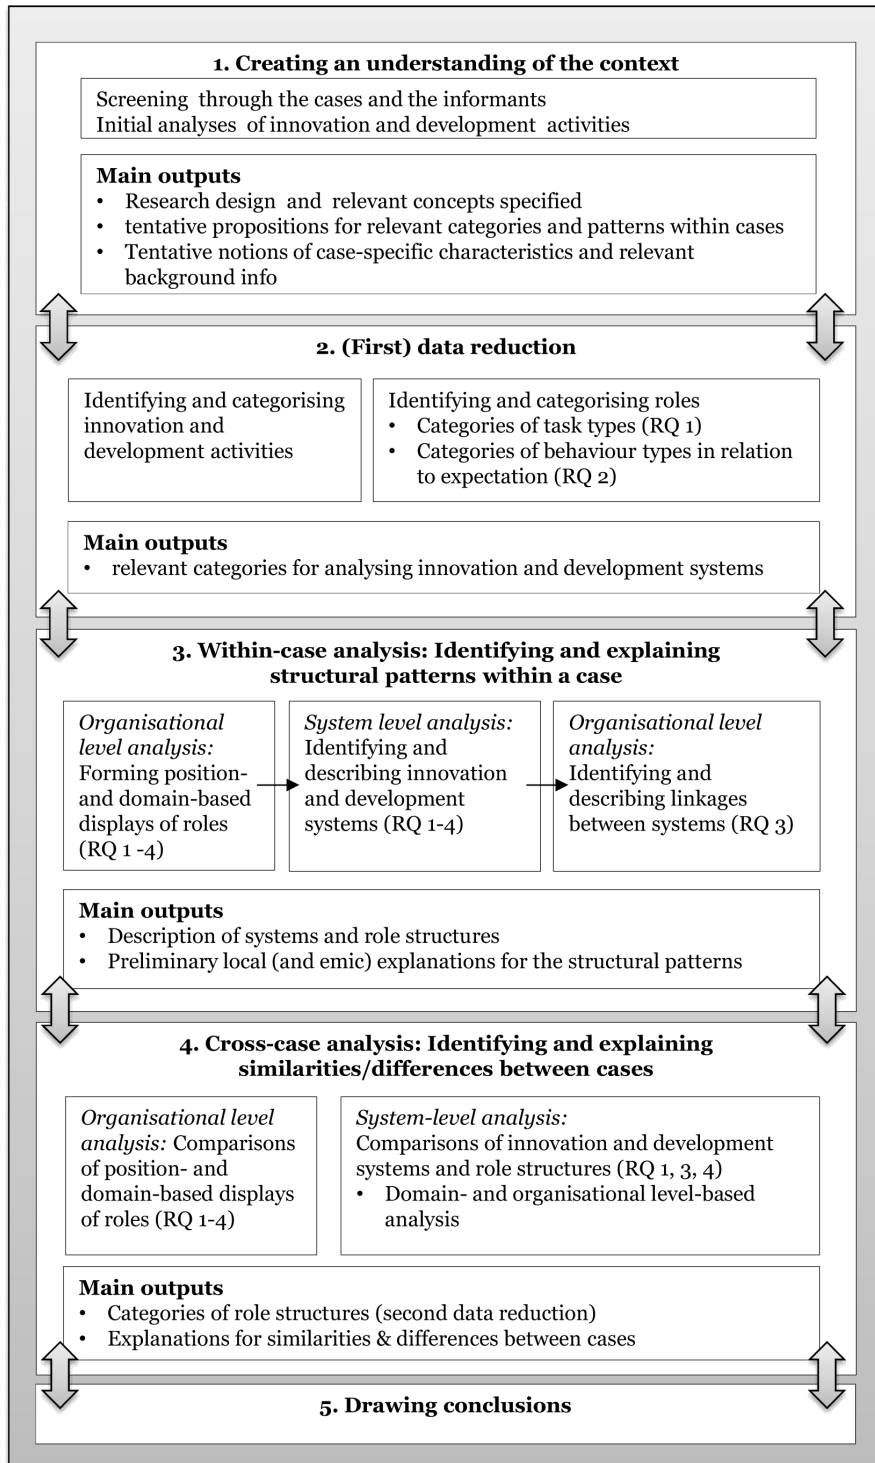 1. Creating an understanding of the context
Screening through the cases and the informants
Initial analyses of innovation and development activities
Main outputs
• Research design and relevant concepts specified
• tentative propositions for relevant categories and patterns within cases
• Tentative notions of case-specific characteristics and relevant
background info
2. (First) data reduction
Identifying and categorising
innovation and
development activities
Identifying and categorising roles
• Categories of task types (RQ 1)
• Categories of behaviour types in relation
to expectation (RQ 2)
Main outputs
• relevant categories for analysing innovation and development systems
3. Within-case analysis: Identifying and explaining
structural patterns within a case
Organisational
level analysis:
Forming position-
and domain-based
displays of roles
(RQ 1 -4)
System level analysis:
Identifying and
describing innovation
and development
systems (RQ 1-4)
Organisational level
analysis:
Identifying and
describing linkages
between systems (RQ 3)
Main outputs
• Description of systems and role structures
• Preliminary local (and emic) explanations for the structural patterns
4. Cross-case analysis: Identifying and explaining
similarities/differences between cases
Organisational level
analysis: Comparisons
of position- and
domain-based displays
of roles (RQ 1-4)
System-level analysis:
Comparisons of innovation and development
systems and role structures (RQ 1, 3, 4)
• Domain- and organisational level-based
analysis
Main outputs
• Categories of role structures (second data reduction)
• Explanations for similarities & differences between cases
5. Drawing conclusions